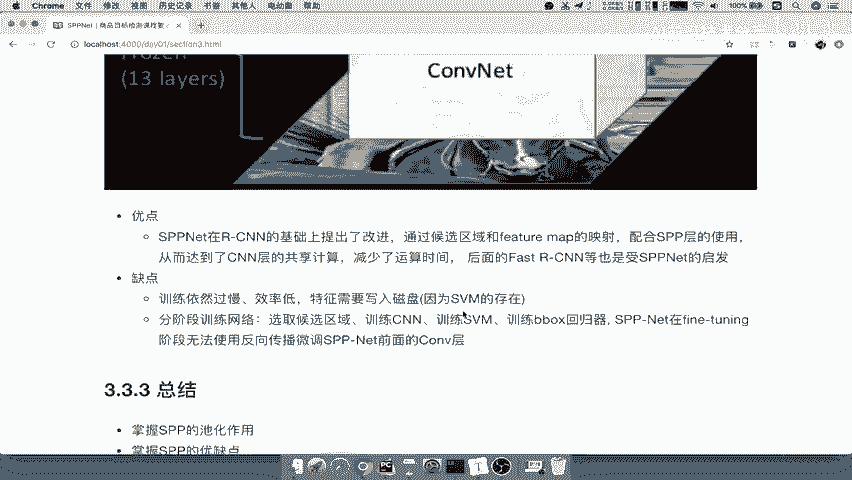 Chrome 文件 修改 视图 历史记录 书签 其他人 电动曲 帮助
100%
SPPNet | 商品目标检测课程
localhost:4000/day01/section3.html
Frozen
(13 layers)
ConvNet
• 优点
◦ SPPNet在R-CNN的基础上提出了改进，通过候选区域和feature map的映射，配合SPP层的使用，
从而达到了CNN层的共享计算，减少了运算时间， 后面的Fast R-CNN等也是受SPPNet的启发
• 缺点
◦ 训练依然过慢、效率低，特征需要写入磁盘(因为SVM的存在)
◦ 分阶段训练网络：选取候选区域、训练CNN、训练SVM、训练bbox回归器, SPP-Net在fine-tuning
阶段无法使用反向传播微调SPP-Net前面的Conv层
3.3.3 总结
• 掌握SPP的池化作用
• 掌握SPP的优缺点